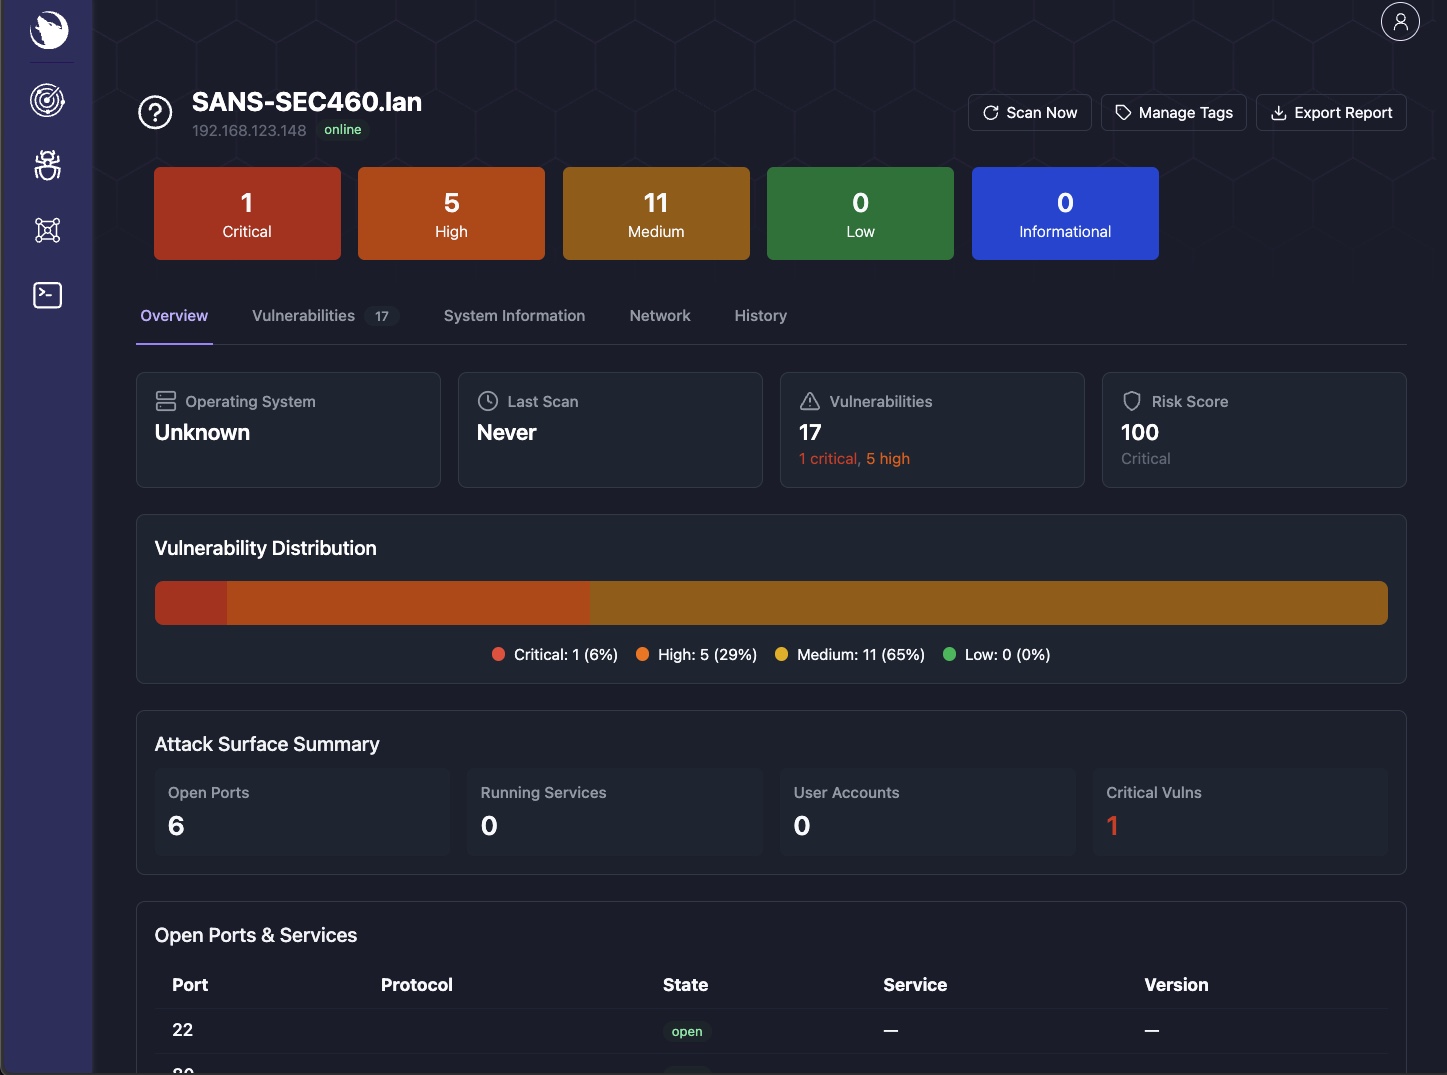 SANS-SEC460.lan
192.168.123.148 online
Scan Now
Manage Tags
Export Report
1
Critical
5
High
11
Medium
0
Low
0
Informational
Overview
Vulnerabilities 17
System Information
Network
History
Operating System
Unknown
Last Scan
Never
Vulnerabilities
17
1 critical, 5 high
Risk Score
100
Critical
Vulnerability Distribution
Critical: 1 (6%)
High: 5 (29%)
Medium: 11 (65%)
Low: 0 (0%)
Attack Surface Summary
Open Ports
6
Running Services
0
User Accounts
0
Critical Vulns
1
Open Ports & Services
Port Protocol State Service Version
22 open — —